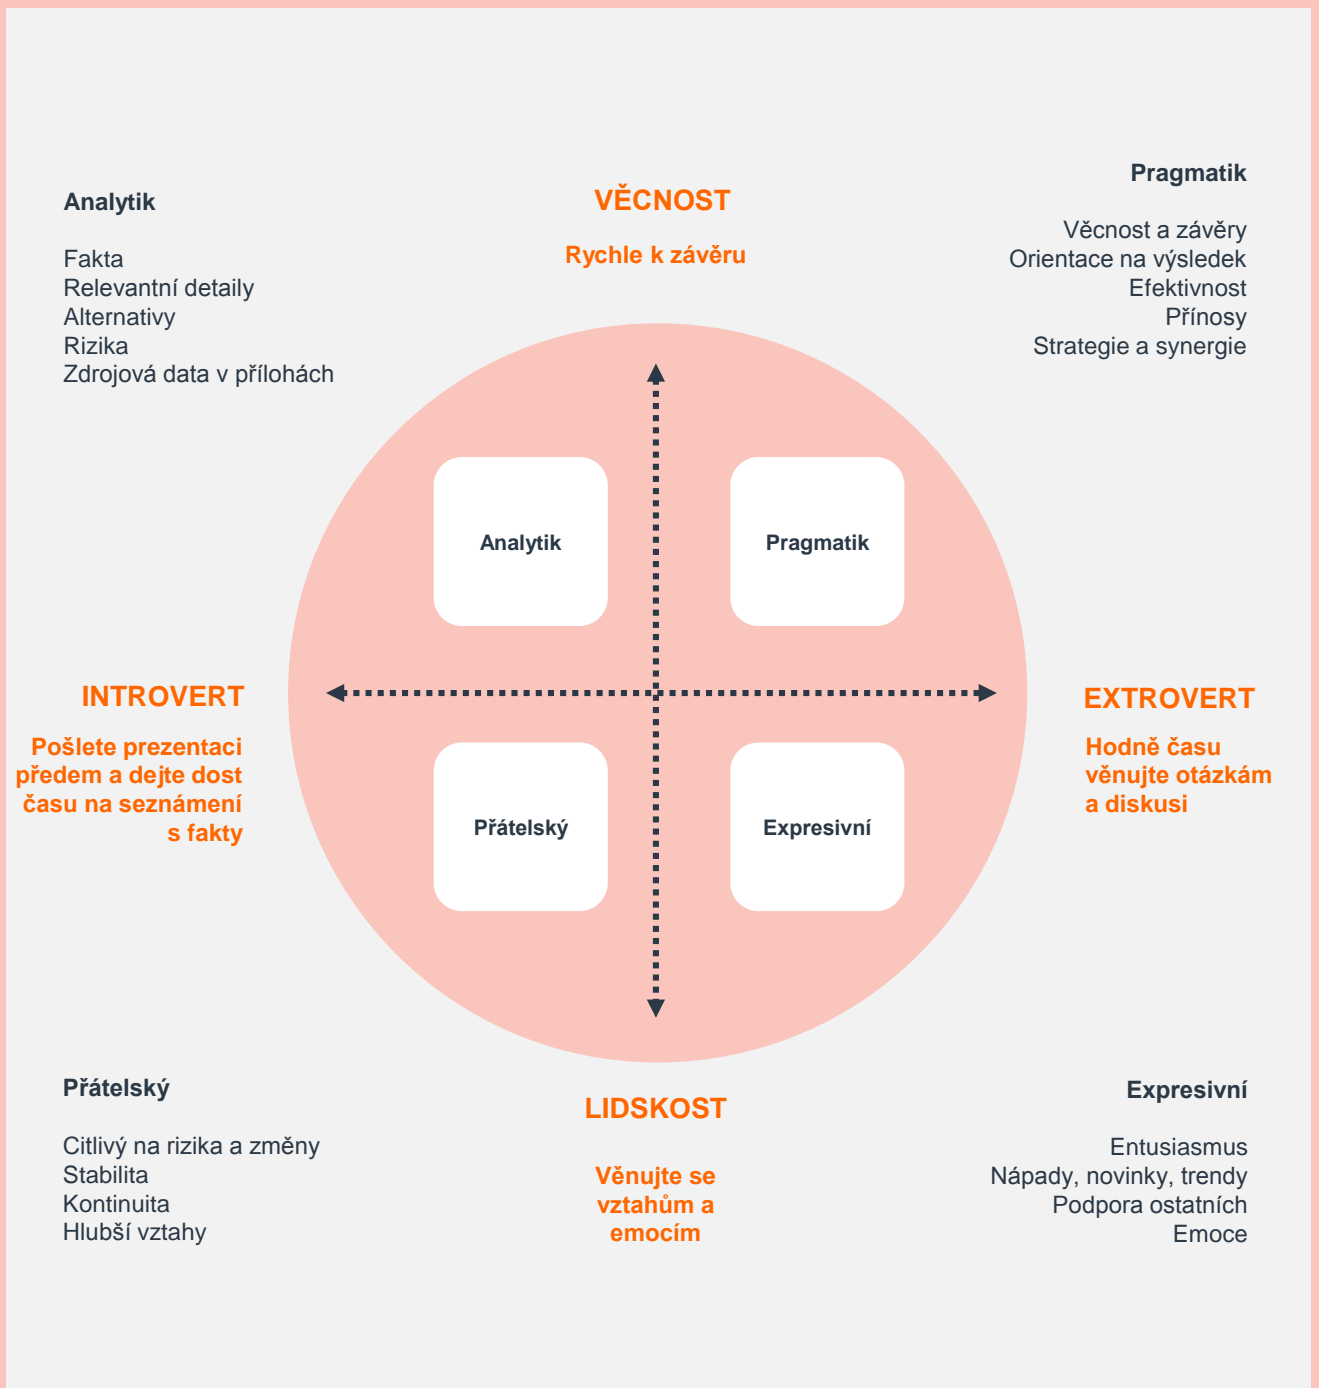 Analytik
Fakta
Relevantní detaily
Alternativy
Rizika
Zdrojová data v přílohách
VĚCNOST
Rychle k závěru
Pragmatik
Věcnost a závěry
Orientace na výsledek
Efektivnost
Přínosy
Strategie a synergie
Analytik
Pragmatik
INTROVERT
Pošlete prezentaci
předem a dejte dost
času na seznámení
s fakty
EXTROVERT
Hodně času
věnujte otázkám
a diskusi
Přátelský
Expresivní
Přátelský
Citlivý na rizika a změny
Stabilita
Kontinuita
Hlubší vztahy
LIDSKOST
Věnujte se
vztahům a
emocím
Expresivní
Entusiasmus
Nápady, novinky, trendy
Podpora ostatních
Emoce